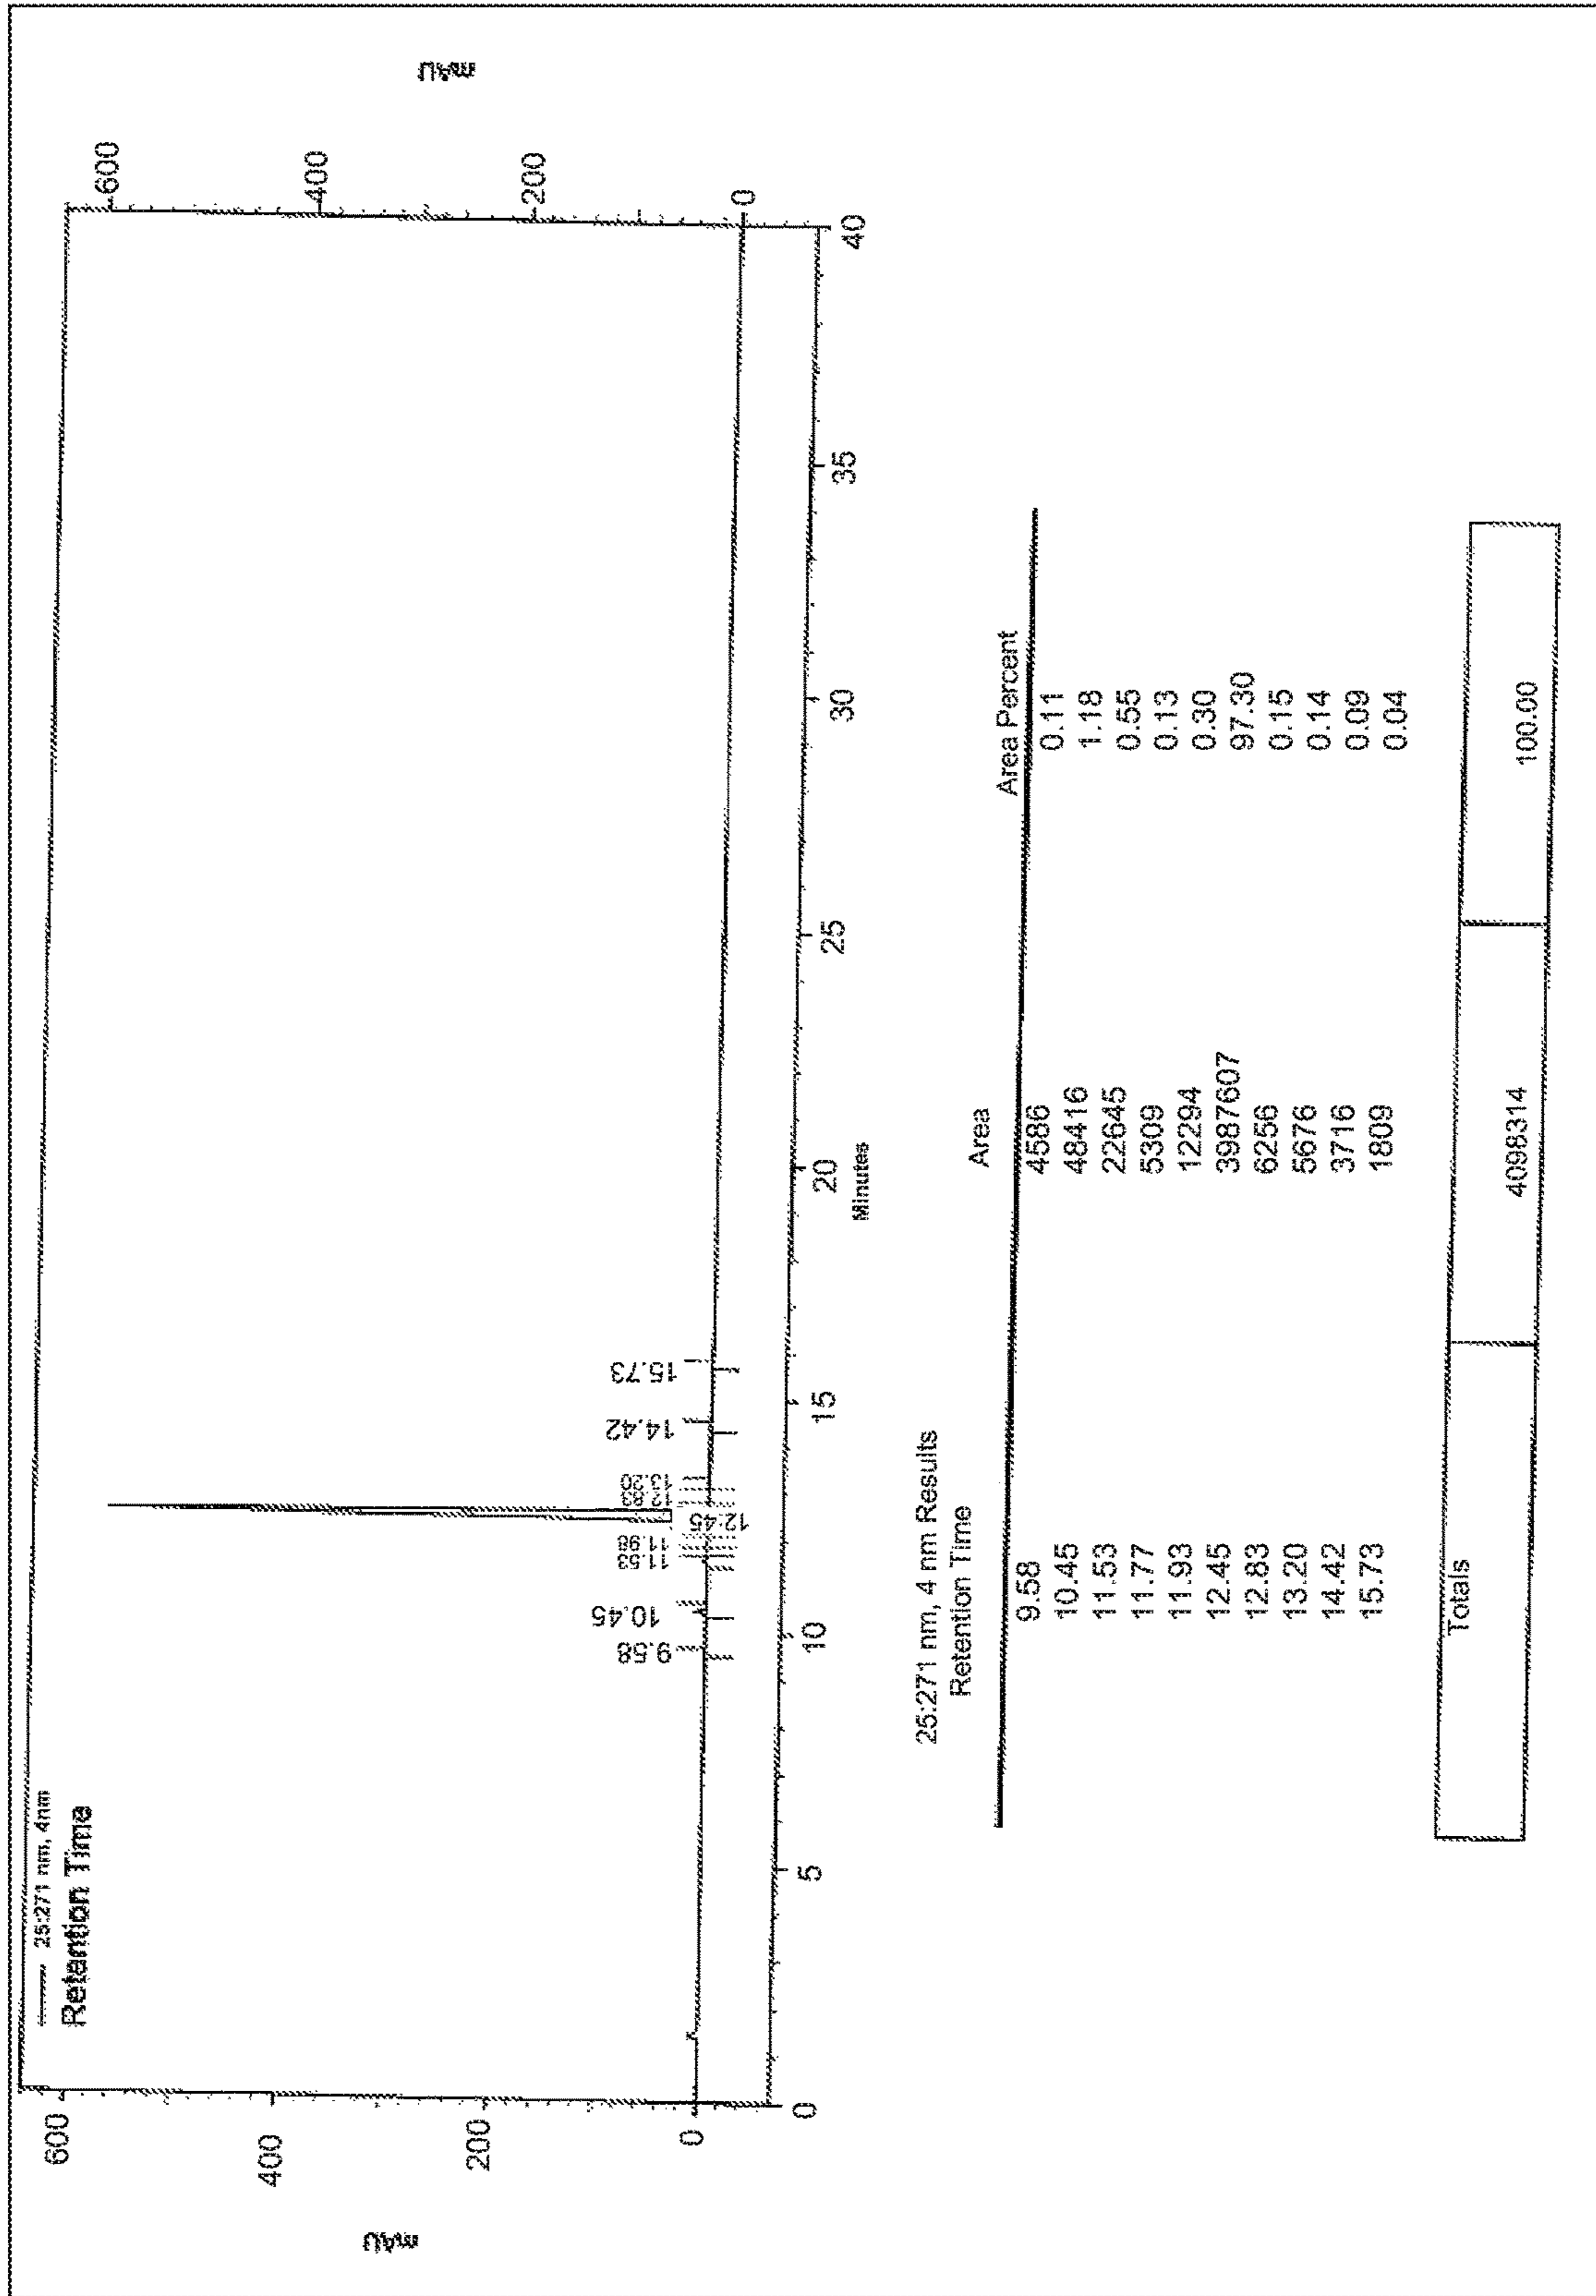 25:271 nm, 4nm
Retention Time
mAU
600
400
200
0
mAU
600
400
200
0
9.58
10.45
11.53
11.98
12.45
12.83
13.20
14.42
15.73
0
5
10
15
20
25
30
35
40
Minutes
25:271 nm, 4 nm Results
Retention Time Area Area Percent
9.58 4586 0.11
10.45 48416 1.18
11.53 22645 0.55
11.77 5309 0.13
11.93 12294 0.30
12.45 3987607 97.30
12.83 6256 0.15
13.20 5676 0.14
14.42 3716 0.09
15.73 1809 0.04
Totals 4098314 100.00